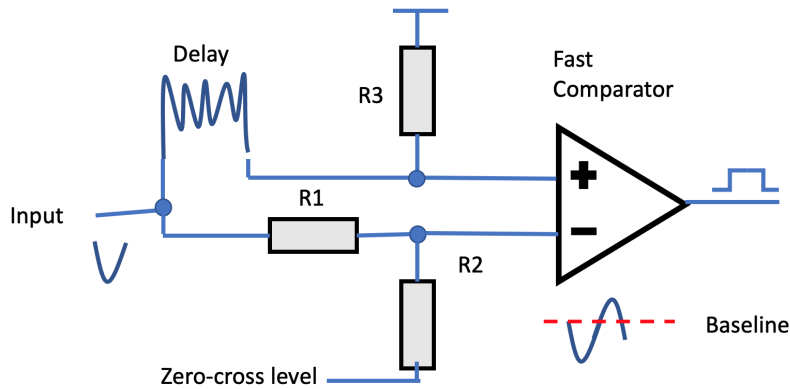 Delay
Fast
Comparator
R3
R1
Input
R2
Baseline
Zero-cross level